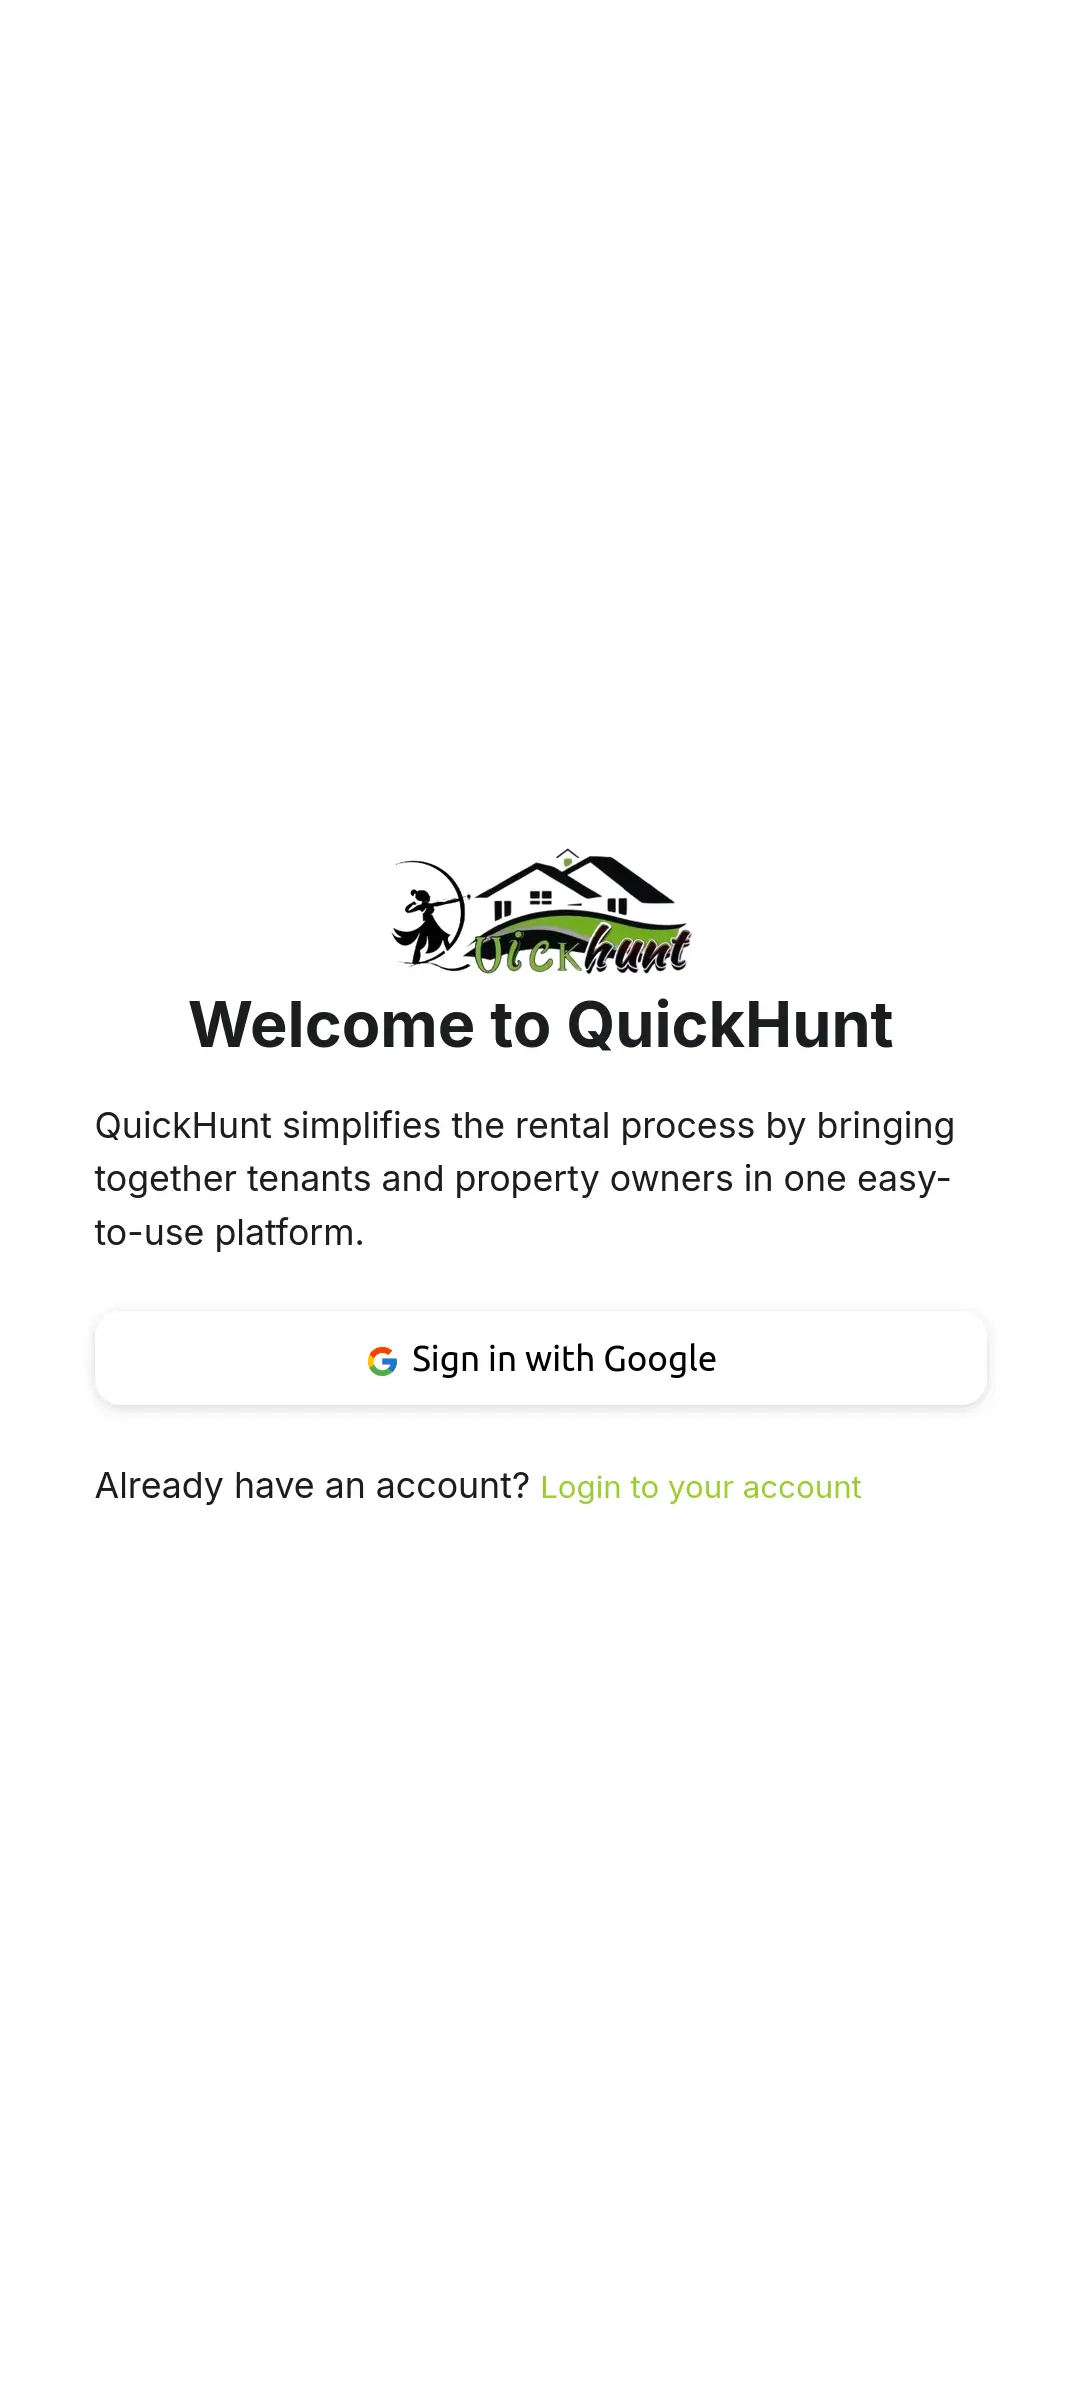 Uickhunt
Welcome to QuickHunt
QuickHunt simplifies the rental process by bringing
together tenants and property owners in one easy-
to-use platform.
Sign in with Google
Already have an account? Login to your account